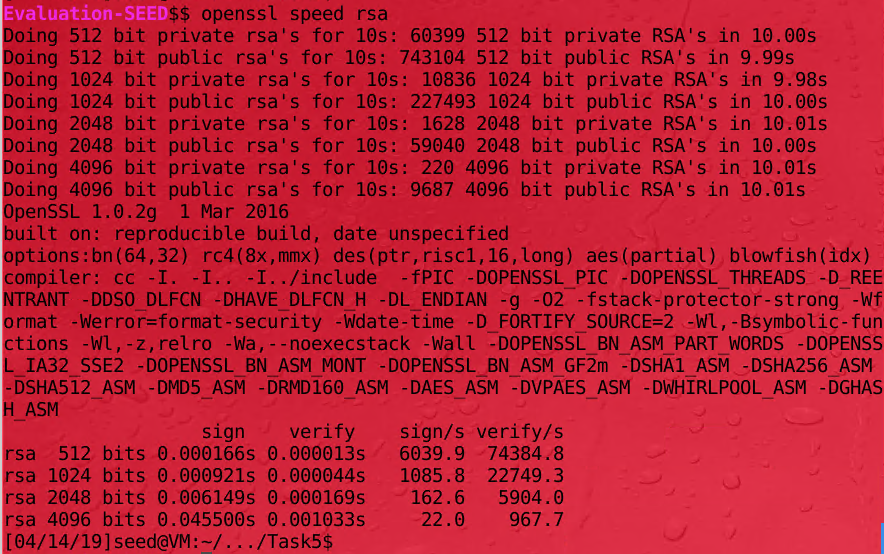 Evaluation-SEED$$ openssl speed rsa
Doing 512 bit private rsa's for 10s: 60399 512 bit private RSA's in 10.00s
Doing 512 bit public rsa's for 10s: 743104 512 bit public RSA's in 9.99s
Doing 1024 bit private rsa's for 10s: 10836 1024 bit private RSA's in 9.98s
Doing 1024 bit public rsa's for 10s: 227493 1024 bit public RSA's in 10.00s
Doing 2048 bit private rsa's for 10s: 1628 2048 bit private RSA's in 10.01s
Doing 2048 bit public rsa's for 10s: 59040 2048 bit public RSA's in 10.00s
Doing 4096 bit private rsa's for 10s: 220 4096 bit private RSA's in 10.01s
Doing 4096 bit public rsa's for 10s: 9687 4096 bit public RSA's in 10.01s
OpenSSL 1.0.2g  1 Mar 2016
built on: reproducible build, date unspecified
options:bn(64,32) rc4(8x,mmx) des(ptr,risc1,16,long) aes(partial) blowfish(idx)
compiler: cc -I. -I.. -I../include  -fPIC -DOPENSSL_PIC -DOPENSSL_THREADS -D_REE
NTRANT -DDSO_DLFCN -DHAVE_DLFCN_H -DL_ENDIAN -g -O2 -fstack-protector-strong -Wf
ormat -Werror=format-security -Wdate-time -D_FORTIFY_SOURCE=2 -Wl,-Bsymbolic-fun
ctions -Wl,-z,relro -Wa,--noexecstack -Wall -DOPENSSL_BN_ASM_PART_WORDS -DOPENSS
L_IA32_SSE2 -DOPENSSL_BN_ASM_MONT -DOPENSSL_BN_ASM_GF2m -DSHA1_ASM -DSHA256_ASM
-DSHA512_ASM -DMD5_ASM -DRMD160_ASM -DAES_ASM -DVPAES_ASM -DWHIRLPOOL_ASM -DGHAS
H_ASM
                  sign    verify    sign/s verify/s
rsa  512 bits 0.000166s 0.000013s   6039.9  74384.8
rsa 1024 bits 0.000921s 0.000044s   1085.8  22749.3
rsa 2048 bits 0.006149s 0.000169s    162.6   5904.0
rsa 4096 bits 0.045500s 0.001033s     22.0    967.7
[04/14/19]seed@VM:~/.../Task5$